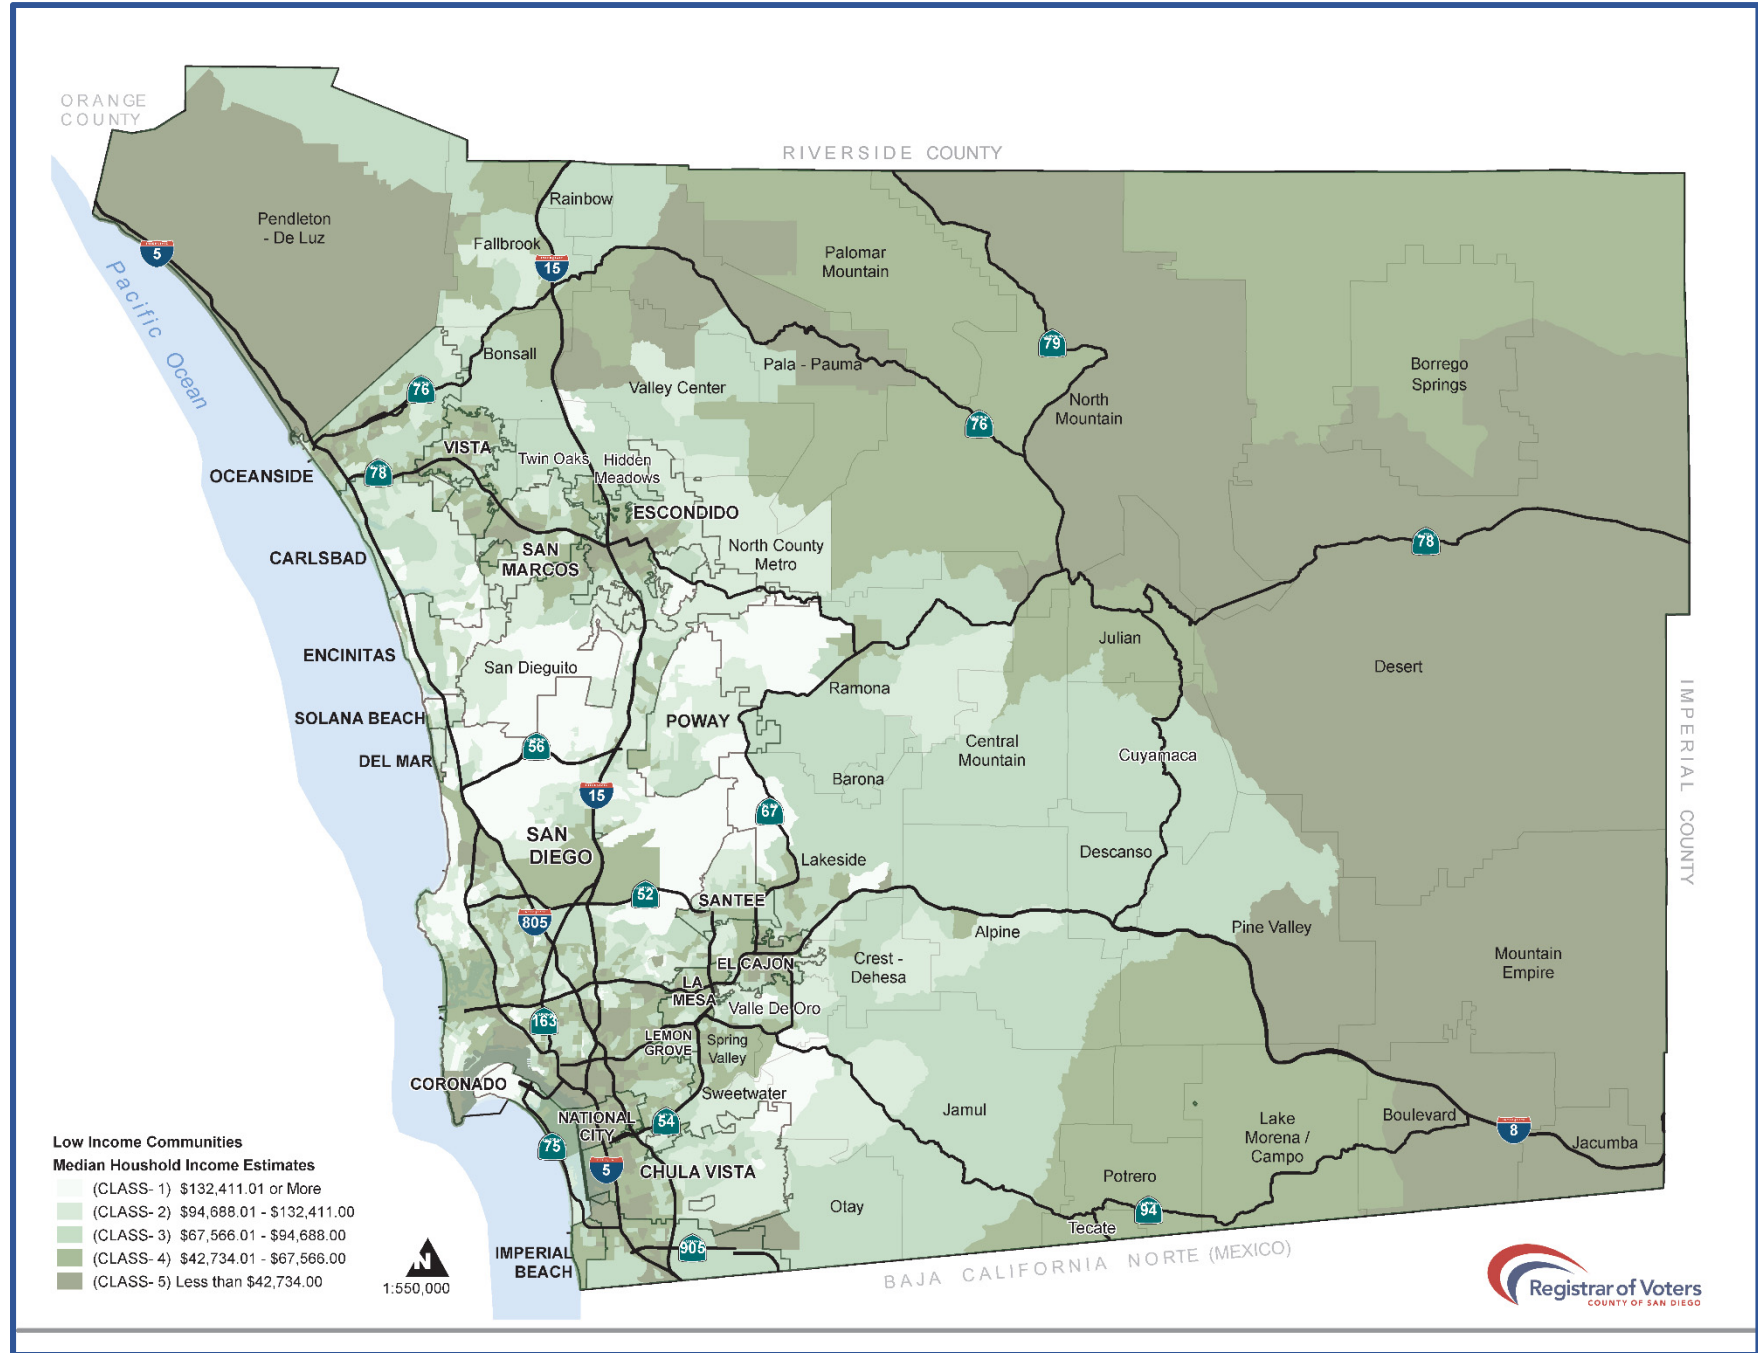 ORANGE
COUNTY
RIVERSIDE COUNTY
Rainbow
Pendleton
- De Luz
Fallbrook
5
15
Palomar
Mountain
Pacific Ocean
79
Bonsall
Pala - Pauma
Borrego
Springs
76
Valley Center
North
Mountain
76
VISTA
Twin Oaks
Hidden
Meadows
OCEANSIDE
78
ESCONDIDO
78
CARLSBAD
SAN
MARCOS
North County
Metro
ENCINITAS
San Dieguito
Julian
Desert
Ramona
IMPERIAL COUNTY
SOLANA BEACH
POWAY
56
DEL MAR
Central
Mountain
Cuyamaca
Barona
15
67
SAN
DIEGO
Descanso
Lakeside
52
SANTEE
805
Alpine
Pine Valley
EL CAJON
Crest -
Dehesa
Mountain
Empire
LA
MESA
Valle De Oro
163
LEMON
GROVE
Spring
Valley
CORONADO
Sweetwater
Jamul
NATIONAL
CITY
54
Lake
Morena /
Campo
Boulevard
8
Jacumba
75
5
CHULA VISTA
Potrero
Otay
94
Tecate
905
IMPERIAL
BEACH
BAJA CALIFORNIA NORTE (MEXICO)
Low Income Communities
Median Houshold Income Estimates
(CLASS- 1) $132,411.01 or More
(CLASS- 2) $94,688.01 - $132,411.00
(CLASS- 3) $67,566.01 - $94,688.00
(CLASS- 4) $42,734.01 - $67,566.00
(CLASS- 5) Less than $42,734.00
N
1:550,000
Registrar of Voters
COUNTY OF SAN DIEGO